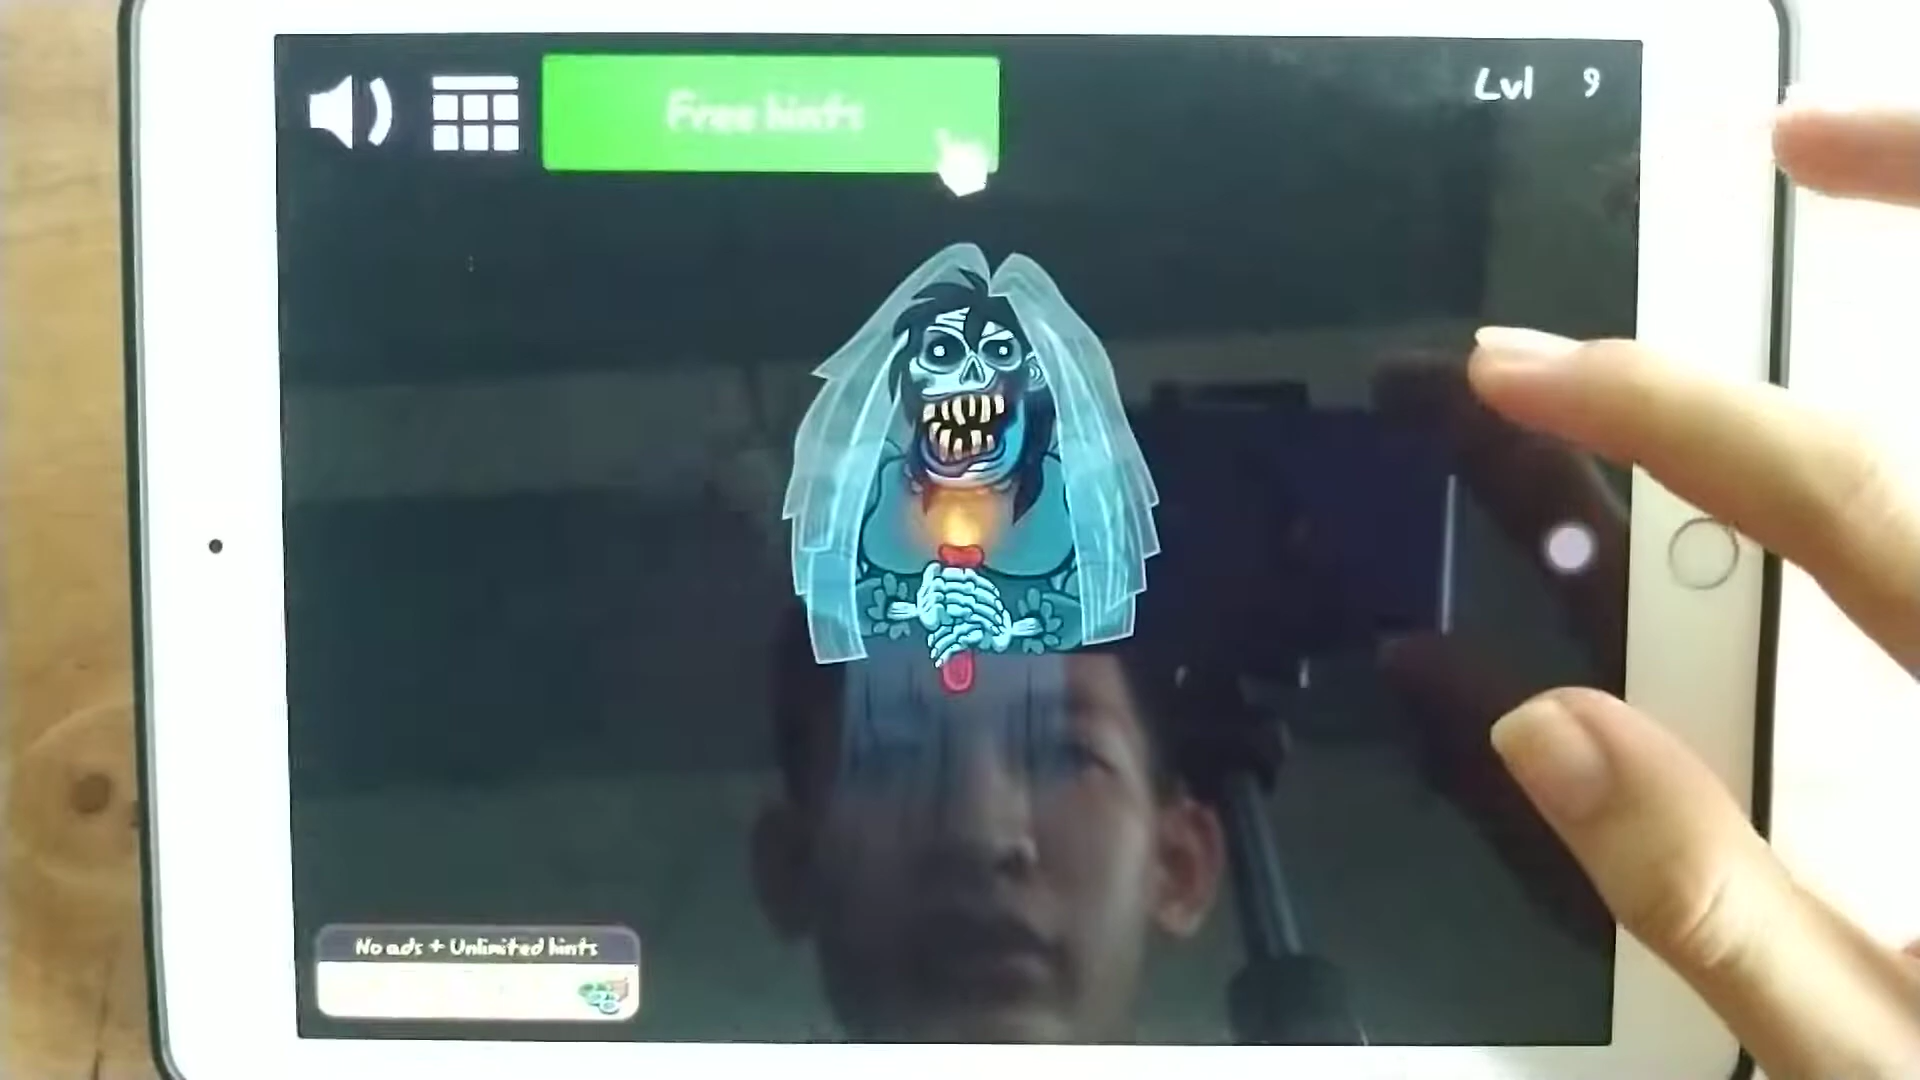 Free hints
Lvl 9
No ads + Unlimited hints